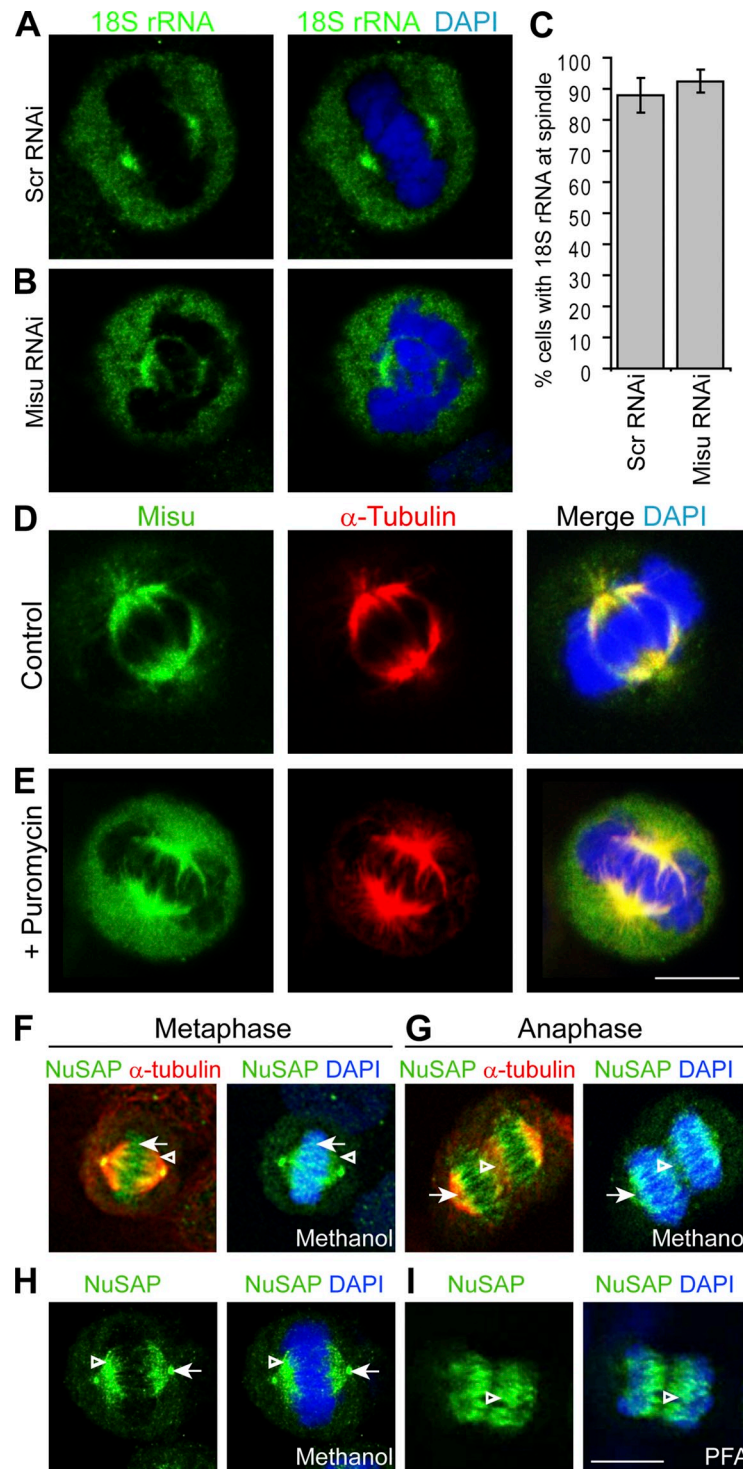 A
18S rRNA
18S rRNA DAPI
Scr RNAi
B
Misu RNAi
C
% cells with 18S rRNA at spindle
100
90
80
70
60
50
40
30
20
10
0
Scr RNAi
Misu RNAi
D
Misu
α-Tubulin
Merge DAPI
Control
E
+ Puromycin
F
Metaphase
NuSAP α-tubulin
NuSAP DAPI
Methanol
G
Anaphase
NuSAP α-tubulin
NuSAP DAPI
Methanol
H
NuSAP
NuSAP DAPI
Methanol
I
NuSAP
NuSAP DAPI
PFA